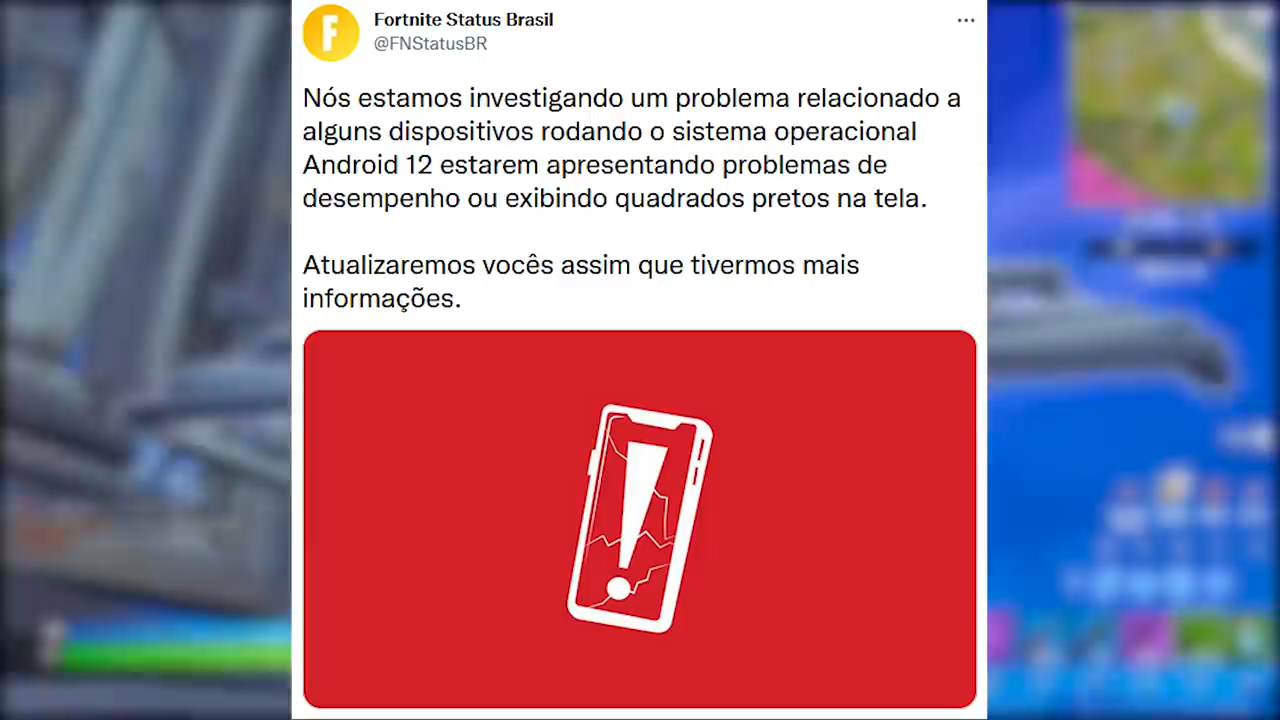 Fortnite Status Brasil
@FNStatusBR
Nós estamos investigando um problema relacionado a
alguns dispositivos rodando o sistema operacional
Android 12 estarem apresentando problemas de
desempenho ou exibindo quadrados pretos na tela.
Atualizaremos vocês assim que tivermos mais
informações.